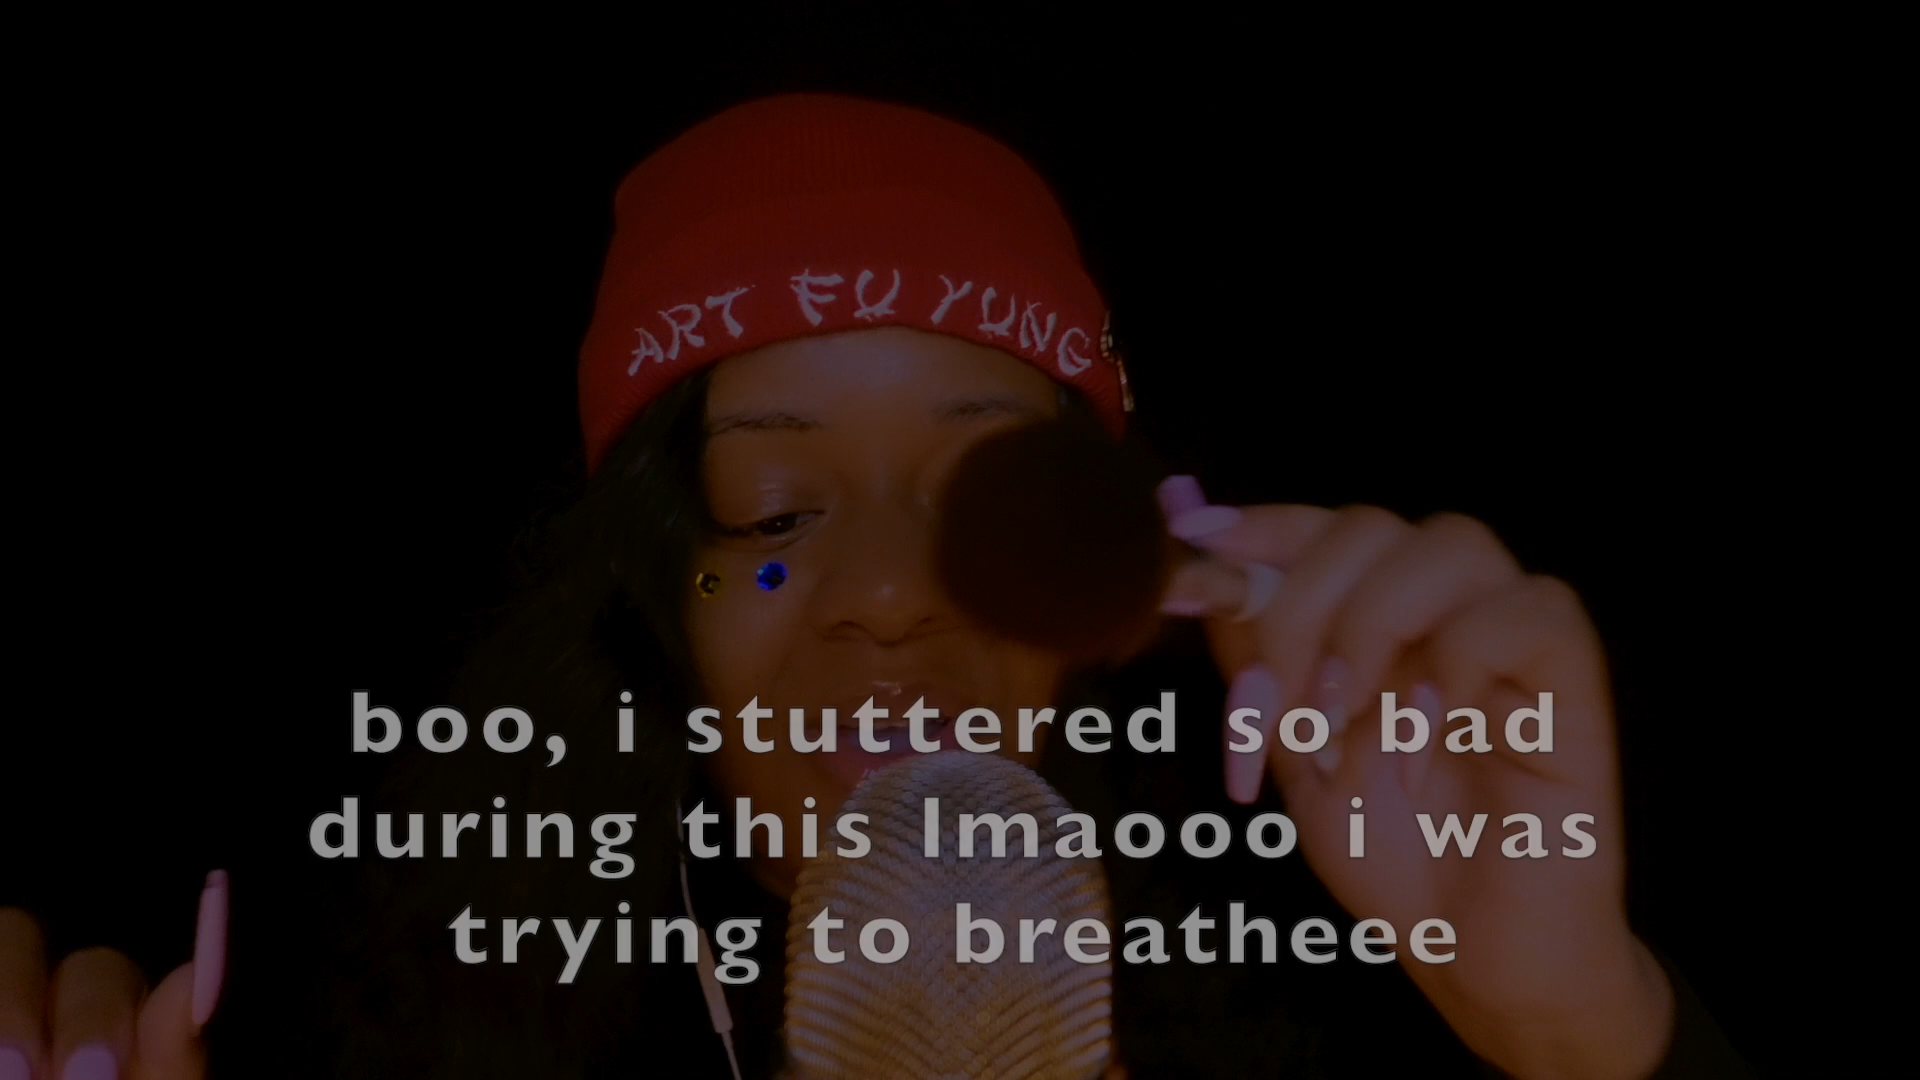 ART FU YUNG
boo, i stuttered so bad
during this lmaooo i was
trying to breatheee